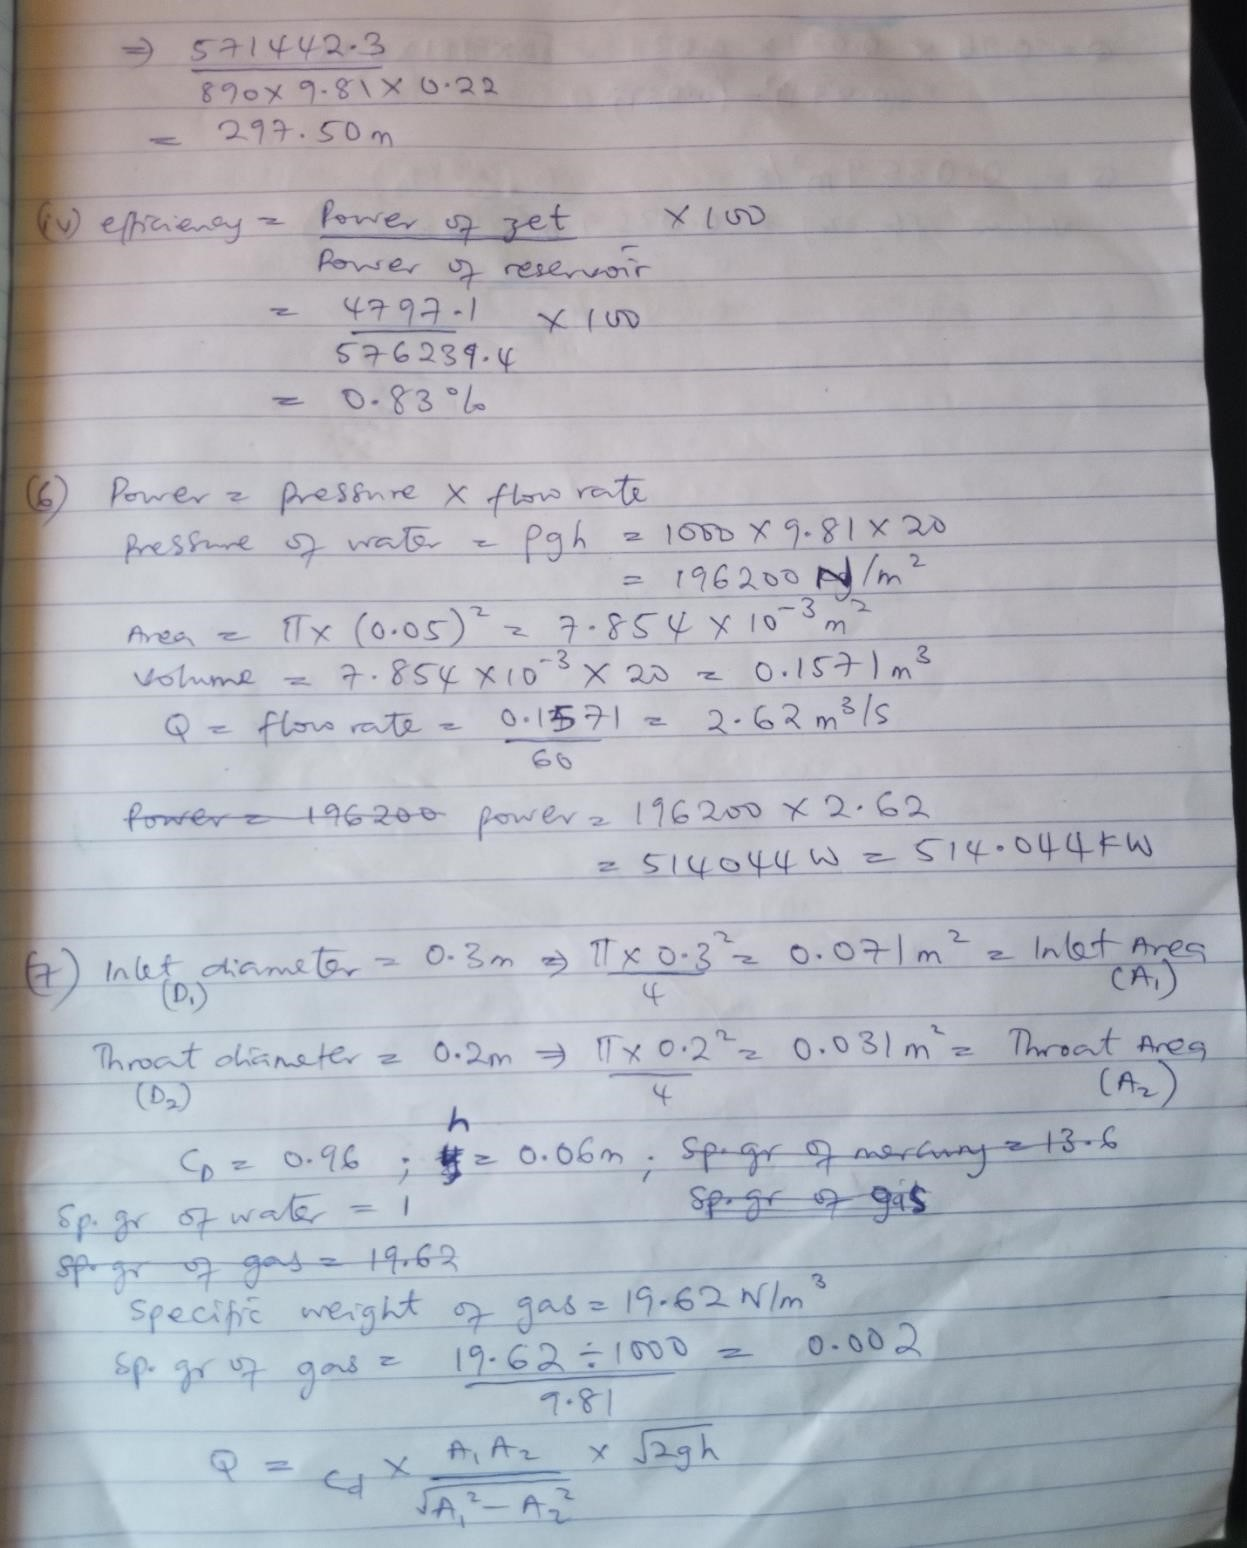 ⇒ 571442.3
890 × 9.81 × 0.22
= 297.50m
(iv) efficiency = Power of zet × 100
Power of reservoir
= 4797.1 × 100
576239.4
= 0.83%
(6) Power = pressure × flow rate
pressure of water = ρgh = 1000 × 9.81 × 20
= 196200 N/m²
Area = π × (0.05)² = 7.854 × 10⁻³ m²
volume = 7.854 × 10⁻³ × 20 = 0.1571 m³
Q = flow rate = 0.1571 = 2.62 m³/s
60
Power = 196200 power = 196200 × 2.62
= 514044 W = 514.044 KW
(7) Inlet diameter = 0.3m ⇒ π × 0.3² = 0.071 m² = Inlet Area
(D₁) 4 (A₁)
Throat diameter = 0.2m ⇒ π × 0.2² = 0.031 m² = Throat Area
(D₂) 4 (A₂)
h
C_D = 0.96 ; = 0.06m ; Sp. gr of mercury = 13.6
Sp. gr of water = 1 Sp. gr of gas
Sp. gr of gas = 19.62
Specific weight of gas = 19.62 N/m³
Sp. gr of gas = 19.62 ÷ 1000 = 0.002
9.81
Q = Cd × A₁A₂ × √2gh
√A₁² − A₂²